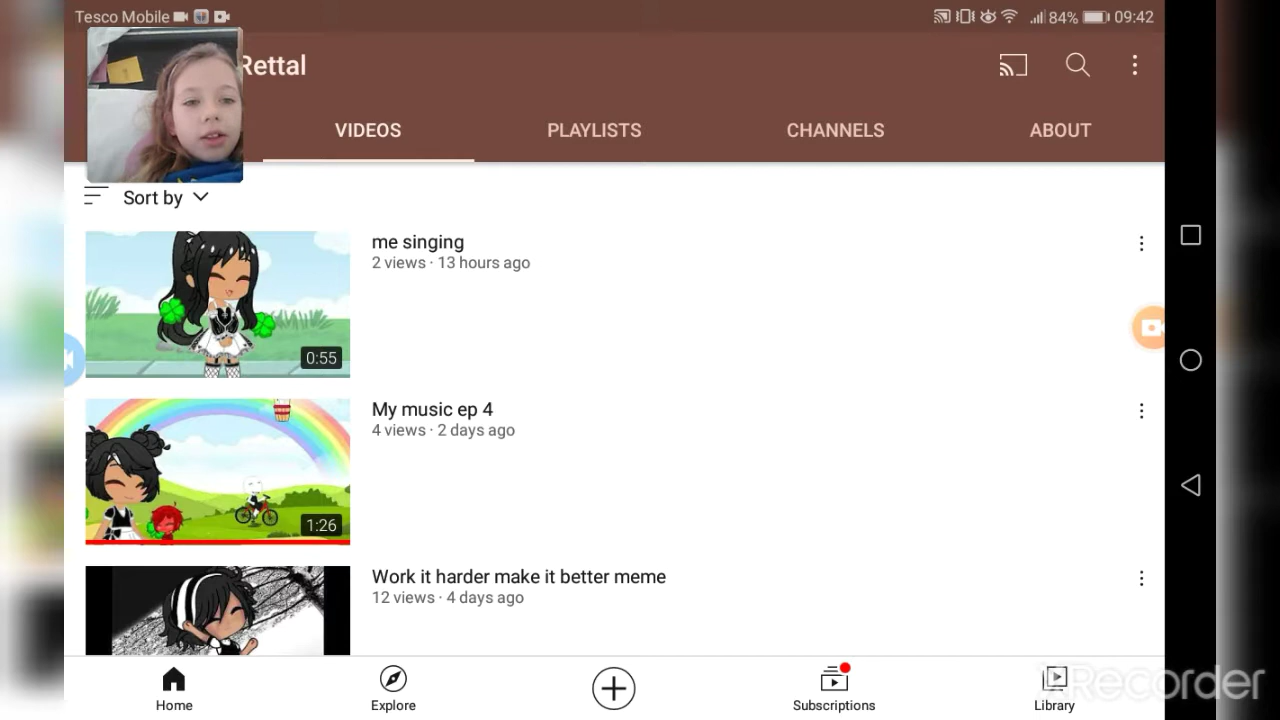 Tesco Mobile 84% 09:42
Rettal
VIDEOS PLAYLISTS CHANNELS ABOUT
Sort by
me singing
2 views · 13 hours ago
0:55
My music ep 4
4 views · 2 days ago
1:26
Work it harder make it better meme
12 views · 4 days ago
Home Explore Subscriptions Library
Recorder